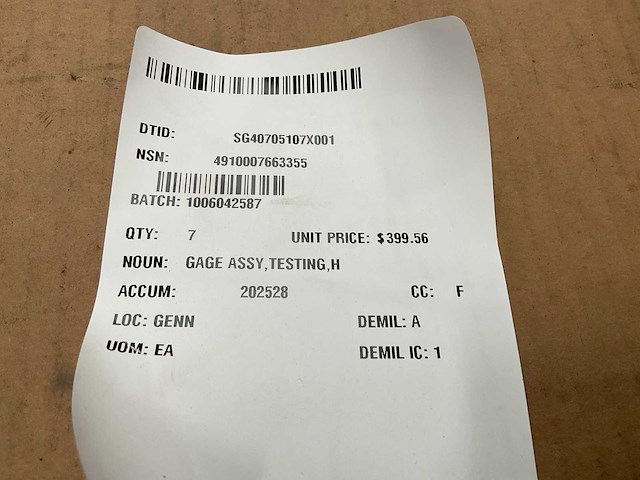 DTID: SG40705107X001
NSN: 4910007663355
BATCH: 1006042587
QTY: 7 UNIT PRICE: $399.56
NOUN: GAGE ASSY,TESTING,H
ACCUM: 202528 CC: F
LOC: GENN DEMIL: A
UOM: EA DEMIL IC: 1